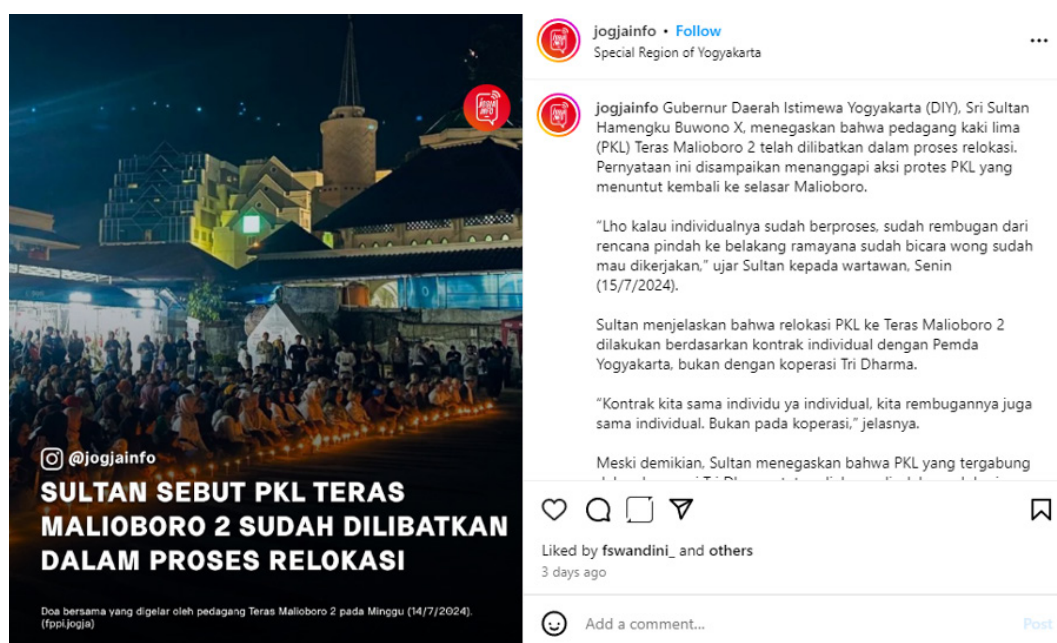 @jogjainfo
SULTAN SEBUT PKL TERAS
MALIOBORO 2 SUDAH DILIBATKAN
DALAM PROSES RELOKASI
Doa bersama yang digelar oleh pedagang Teras Malioboro 2 pada Minggu (14/7/2024).
(fppi.jogja)
jogjainfo • Follow
Special Region of Yogyakarta
jogjainfo Gubernur Daerah Istimewa Yogyakarta (DIY), Sri Sultan
Hamengku Buwono X, menegaskan bahwa pedagang kaki lima
(PKL) Teras Malioboro 2 telah dilibatkan dalam proses relokasi.
Pernyataan ini disampaikan menanggapi aksi protes PKL yang
menuntut kembali ke selasar Malioboro.
“Lho kalau individualnya sudah berproses, sudah rembugan dari
rencana pindah ke belakang ramayana sudah bicara wong sudah
mau dikerjakan,” ujar Sultan kepada wartawan, Senin
(15/7/2024).
Sultan menjelaskan bahwa relokasi PKL ke Teras Malioboro 2
dilakukan berdasarkan kontrak individual dengan Pemda
Yogyakarta, bukan dengan koperasi Tri Dharma.
“Kontrak kita sama individu ya individual, kita rembugannya juga
sama individual. Bukan pada koperasi,” jelasnya.
Meski demikian, Sultan menegaskan bahwa PKL yang tergabung
Liked by fswandini_ and others
3 days ago
Add a comment...
Post